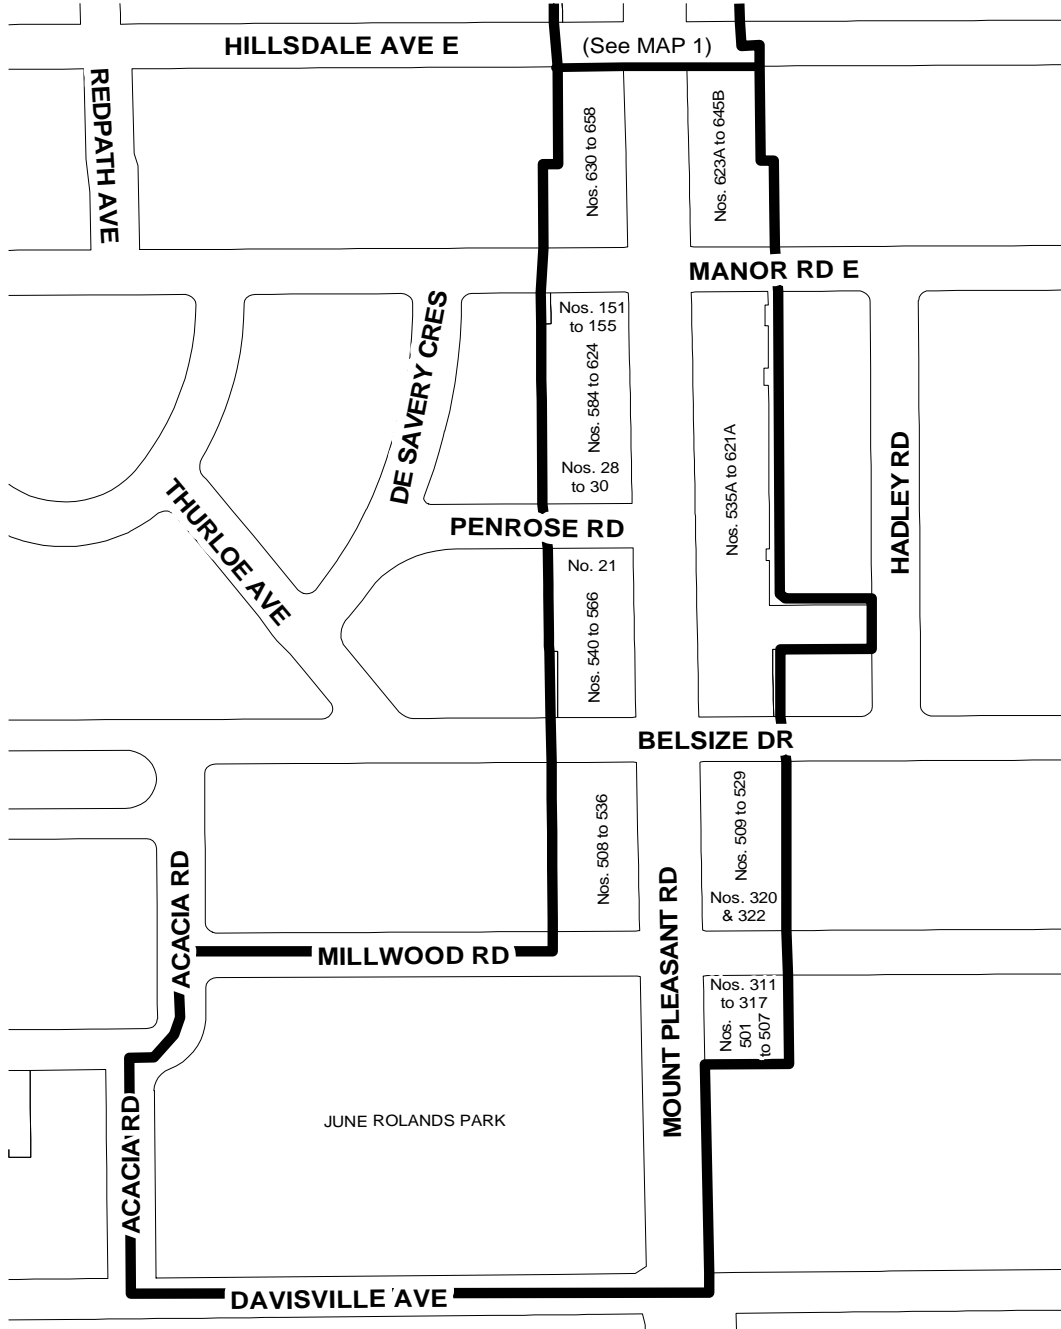 HILLSDALE AVE E
(See MAP 1)
REDPATH AVE
Nos. 630 to 658
Nos. 623A to 645B
MANOR RD E
Nos. 151
to 155
DE SAVERY CRES
Nos. 584 to 624
Nos. 535A to 621A
HADLEY RD
Nos. 28
to 30
THURLOE AVE
PENROSE RD
No. 21
Nos. 540 to 566
BELSIZE DR
Nos. 508 to 536
Nos. 509 to 529
ACACIA RD
MOUNT PLEASANT RD
Nos. 320
& 322
MILLWOOD RD
Nos. 311
to 317
Nos.
501
to 507
ACACIA RD
JUNE ROLANDS PARK
DAVISVILLE AVE